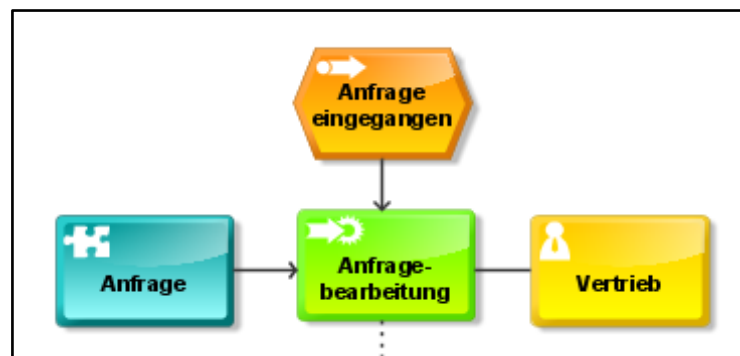 Anfrage
eingegangen
Anfrage
Anfrage-
bearbeitung
Vertrieb